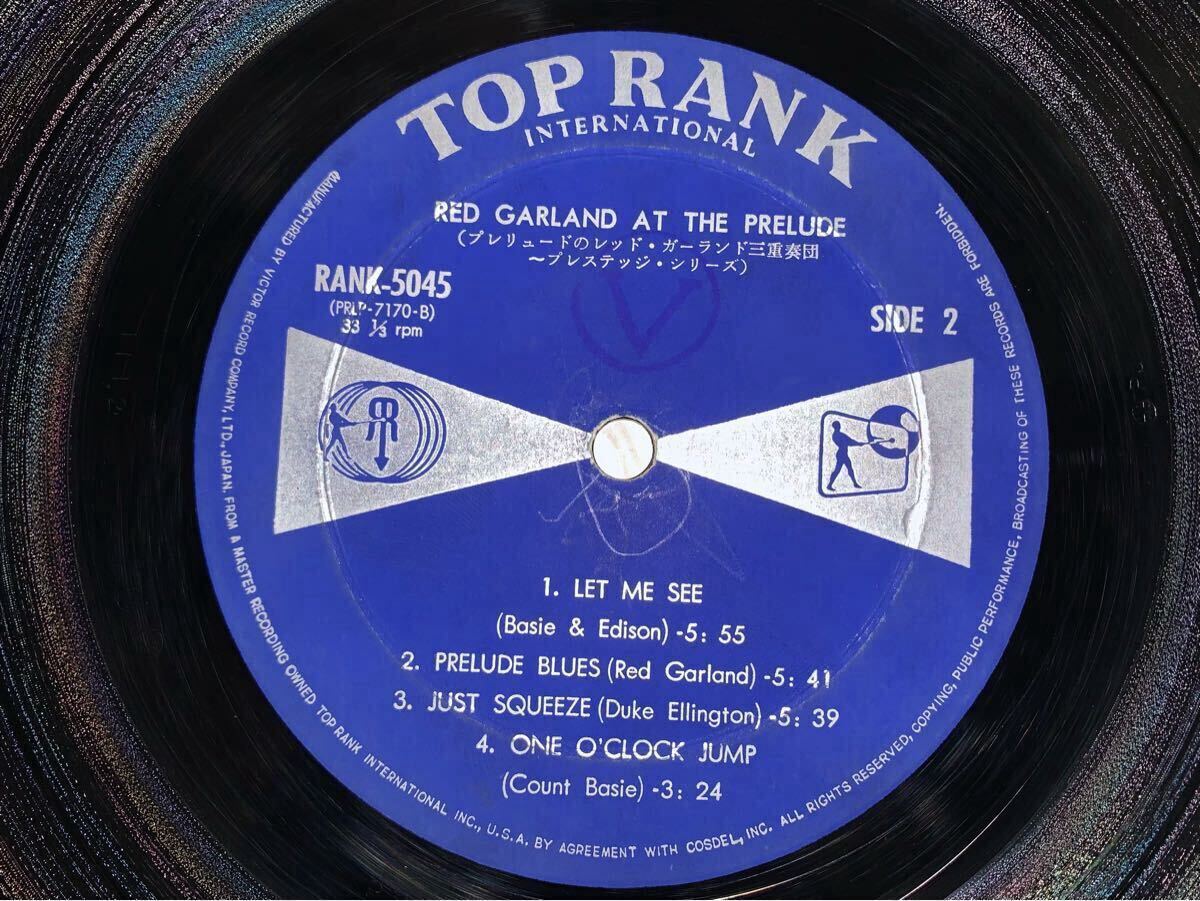 TOP RANK
INTERNATIONAL
RED GARLAND AT THE PRELUDE
(プレリュードのレッド・ガーランド三重奏団
～プレステッジ・シリーズ)
RANK-5045
(PRLP-7170-B)
33 ⅓ rpm
SIDE 2
V
1. LET ME SEE
(Basie & Edison) -5: 55
2. PRELUDE BLUES (Red Garland) -5: 41
3. JUST SQUEEZE (Duke Ellington) -5: 39
4. ONE O'CLOCK JUMP
(Count Basie) -3: 24
MANUFACTURED BY VICTOR RECORD COMPANY, LTD., JAPAN. FROM A MASTER RECORDING OWNED TOP RANK INTERNATIONAL INC., U.S.A. BY AGREEMENT WITH COSDEL, INC. ALL RIGHTS RESERVED, COPYING, PUBLIC PERFORMANCE, BROADCASTING OF THESE RECORDS ARE FORBIDDEN.